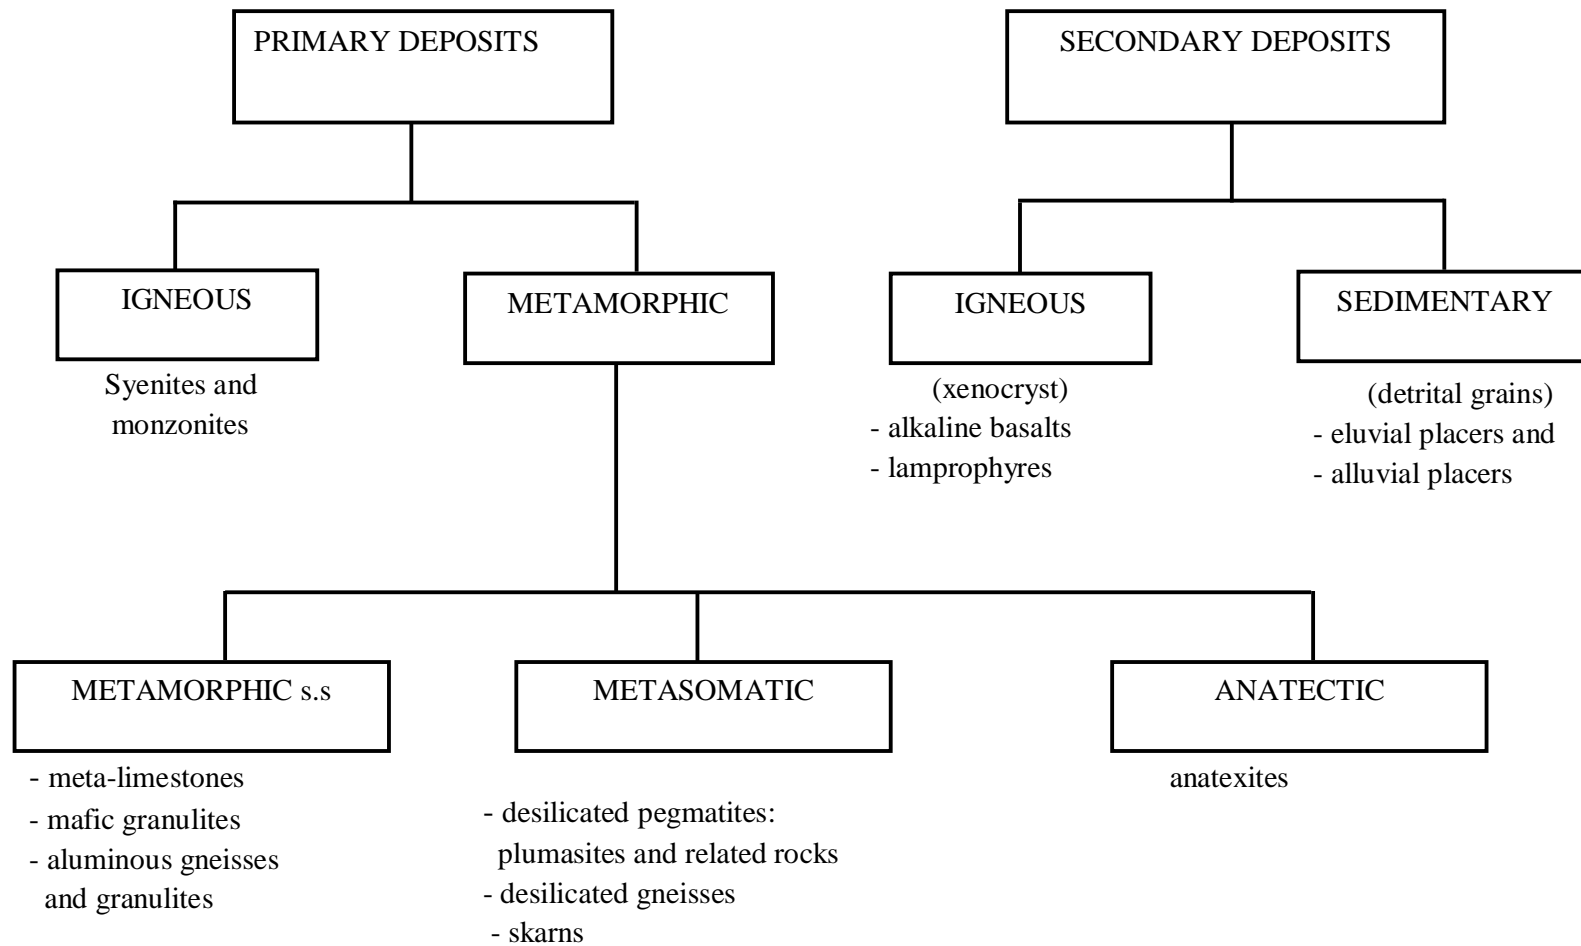 PRIMARY DEPOSITS
SECONDARY DEPOSITS
IGNEOUS
Syenites and
monzonites
METAMORPHIC
IGNEOUS
(xenocryst)
- alkaline basalts
- lamprophyres
SEDIMENTARY
(detrital grains)
- eluvial placers and
- alluvial placers
METAMORPHIC s.s
- meta-limestones
- mafic granulites
- aluminous gneisses
and granulites
METASOMATIC
- desilicated pegmatites:
plumasites and related rocks
- desilicated gneisses
- skarns
ANATECTIC
anatexites